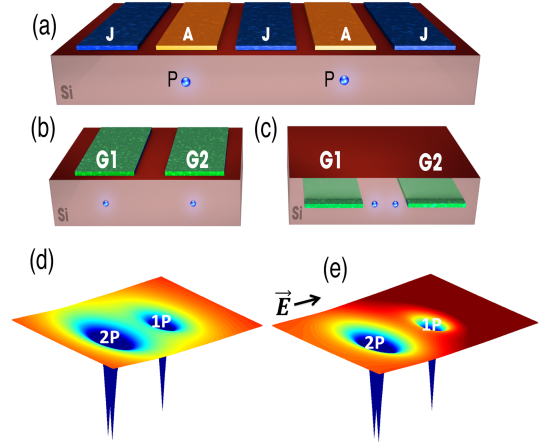 (a)
J A J A J
P P
Si
(b) (c)
G1 G2 G1 G2
Si Si
(d) (e)
E
2P 1P 2P 1P